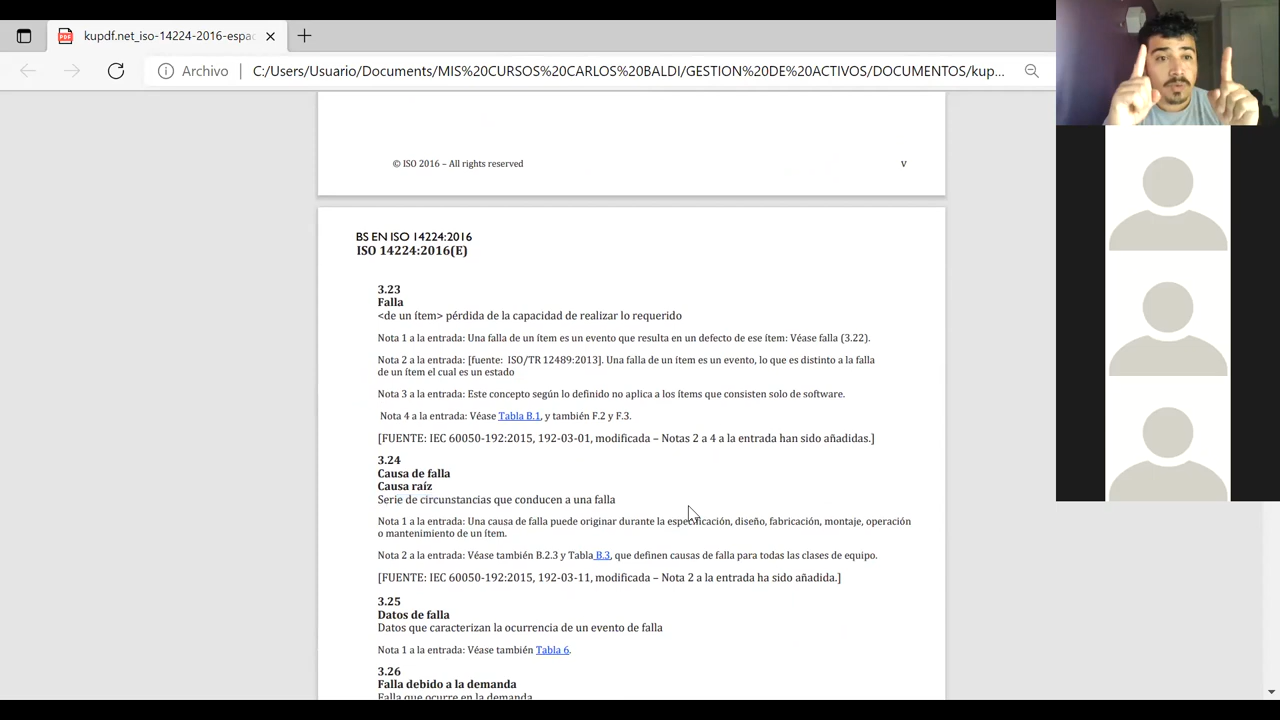 kupdf.net_iso-14224-2016-espac
Archivo
C:/Users/Usuario/Documents/MIS%20CURSOS%20CARLOS%20BALDI/GESTION%20DE%20ACTIVOS/DOCUMENTOS/kup...
© ISO 2016 – All rights reserved
v
BS EN ISO 14224:2016
ISO 14224:2016(E)
3.23
Falla
<de un ítem> pérdida de la capacidad de realizar lo requerido
Nota 1 a la entrada: Una falla de un ítem es un evento que resulta en un defecto de ese ítem: Véase falla (3.22).
Nota 2 a la entrada: [fuente: ISO/TR 12489:2013]. Una falla de un ítem es un evento, lo que es distinto a la falla
de un ítem el cual es un estado
Nota 3 a la entrada: Este concepto según lo definido no aplica a los ítems que consisten solo de software.
Nota 4 a la entrada: Véase Tabla B.1, y también F.2 y F.3.
[FUENTE: IEC 60050-192:2015, 192-03-01, modificada – Notas 2 a 4 a la entrada han sido añadidas.]
3.24
Causa de falla
Causa raíz
Serie de circunstancias que conducen a una falla
Nota 1 a la entrada: Una causa de falla puede originar durante la especificación, diseño, fabricación, montaje, operación
o mantenimiento de un ítem.
Nota 2 a la entrada: Véase también B.2.3 y Tabla B.3, que definen causas de falla para todas las clases de equipo.
[FUENTE: IEC 60050-192:2015, 192-03-11, modificada – Nota 2 a la entrada ha sido añadida.]
3.25
Datos de falla
Datos que caracterizan la ocurrencia de un evento de falla
Nota 1 a la entrada: Véase también Tabla 6.
3.26
Falla debido a la demanda
Falla que ocurre en la demanda